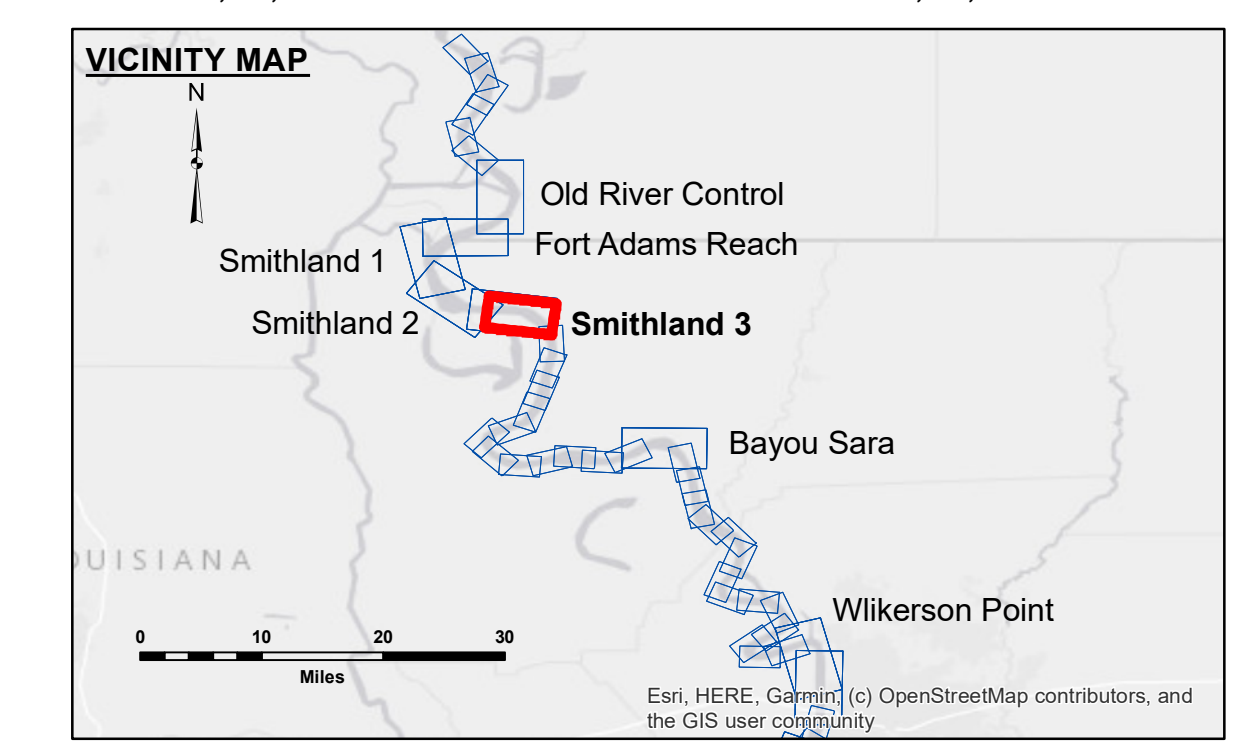 VICINITY MAP
N
Old River Control
Fort Adams Reach
Smithland 1
Smithland 2
Smithland 3
Bayou Sara
OUISIANA
Wlikerson Point
0 10 20 30
Miles
Esri, HERE, Garmin, (c) OpenStreetMap contributors, and
the GIS user community